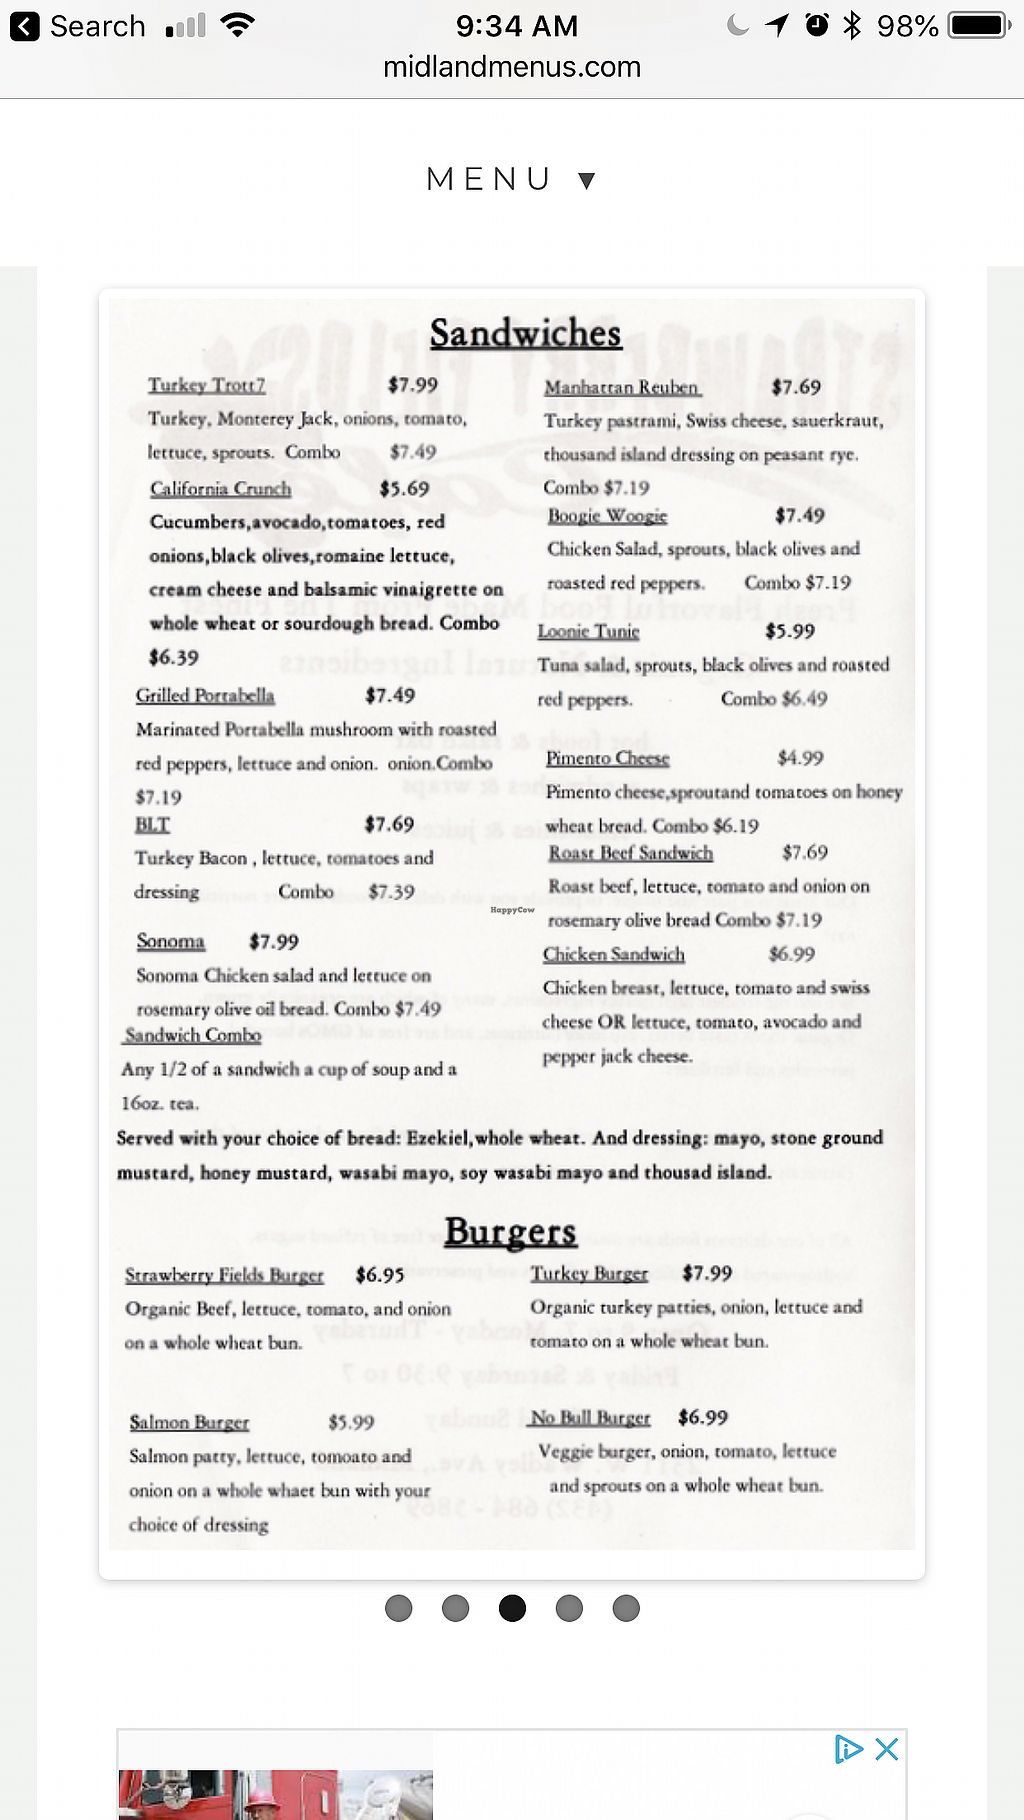 Search
9:34 AM
98%
midlandmenus.com
MENU ▼
Sandwiches
Turkey Trott7 $7.99
Turkey, Monterey Jack, onions, tomato,
lettuce, sprouts. Combo $7.49
California Crunch $5.69
Cucumbers,avocado,tomatoes, red
onions,black olives,romaine lettuce,
cream cheese and balsamic vinaigrette on
whole wheat or sourdough bread. Combo
$6.39
Grilled Portabella $7.49
Marinated Portabella mushroom with roasted
red peppers, lettuce and onion. onion.Combo
$7.19
BLT $7.69
Turkey Bacon , lettuce, tomatoes and
dressing Combo $7.39
Sonoma $7.99
Sonoma Chicken salad and lettuce on
rosemary olive oil bread. Combo $7.49
Sandwich Combo
Any 1/2 of a sandwich a cup of soup and a
16oz. tea.
Manhattan Reuben $7.69
Turkey pastrami, Swiss cheese, sauerkraut,
thousand island dressing on peasant rye.
Combo $7.19
Boogie Woogie $7.49
Chicken Salad, sprouts, black olives and
roasted red peppers. Combo $7.19
Loonie Tunie $5.99
Tuna salad, sprouts, black olives and roasted
red peppers. Combo $6.49
Pimento Cheese $4.99
Pimento cheese,sproutand tomatoes on honey
wheat bread. Combo $6.19
Roast Beef Sandwich $7.69
Roast beef, lettuce, tomato and onion on
rosemary olive bread Combo $7.19
Chicken Sandwich $6.99
Chicken breast, lettuce, tomato and swiss
cheese OR lettuce, tomato, avocado and
pepper jack cheese.
HappyCow
Served with your choice of bread: Ezekiel,whole wheat. And dressing: mayo, stone ground
mustard, honey mustard, wasabi mayo, soy wasabi mayo and thousad island.
Burgers
Strawberry Fields Burger $6.95
Organic Beef, lettuce, tomato, and onion
on a whole wheat bun.
Turkey Burger $7.99
Organic turkey patties, onion, lettuce and
tomato on a whole wheat bun.
Salmon Burger $5.99
Salmon patty, lettuce, tomoato and
onion on a whole whaet bun with your
choice of dressing
No Bull Burger $6.99
Veggie burger, onion, tomato, lettuce
and sprouts on a whole wheat bun.